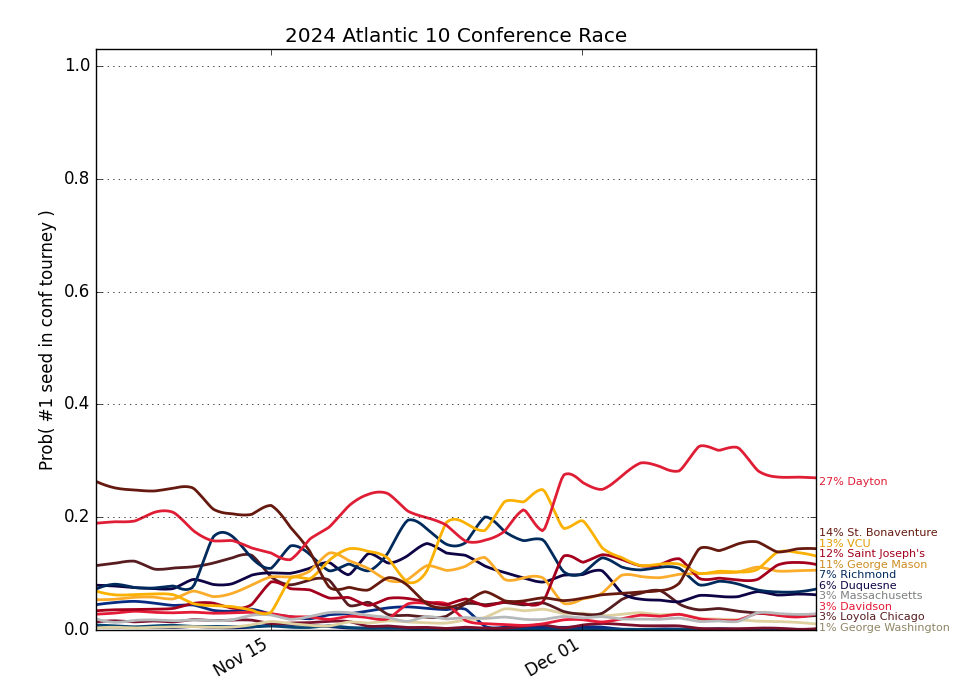 2024 Atlantic 10 Conference Race
Prob( #1 seed in conf tourney )
1.0
0.8
0.6
0.4
0.2
0.0
Nov 15
Dec 01
27% Dayton
14% St. Bonaventure
13% VCU
12% Saint Joseph's
11% George Mason
7% Richmond
6% Duquesne
3% Massachusetts
3% Davidson
3% Loyola Chicago
1% George Washington